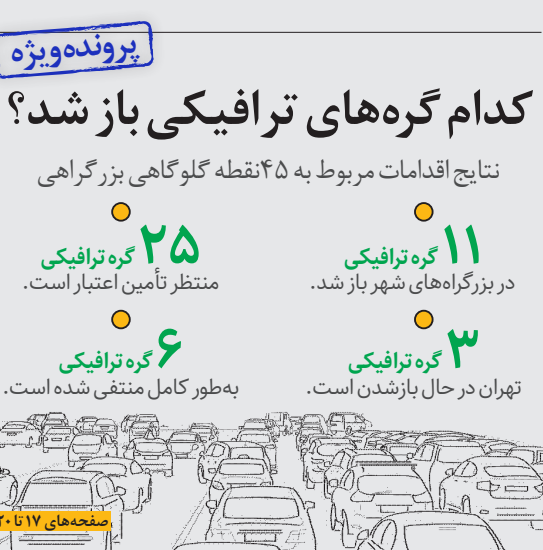 پرونده‌ویژه
کدام گره‌های ترافیکی باز شد؟
نتایج اقدامات مربوط به ۴۵نقطه گلوگاهی بزرگراهی
۱۱ گره ترافیکی
در بزرگراه‌های شهر باز شد.
۲۵ گره ترافیکی
منتظر تأمین اعتبار است.
۳ گره ترافیکی
تهران در حال بازشدن است.
۶ گره ترافیکی
به‌طور کامل منتفی شده است.
صفحه‌های ۱۷ تا ۲۰